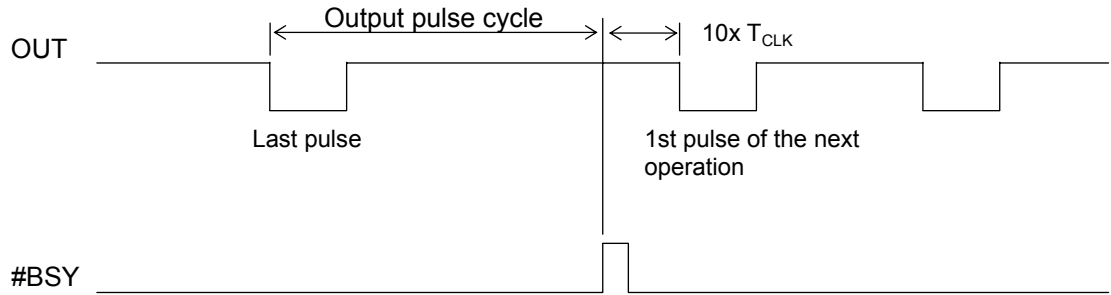 Output pulse cycle
10x TCLK
OUT
Last pulse
1st pulse of the next
operation
#BSY